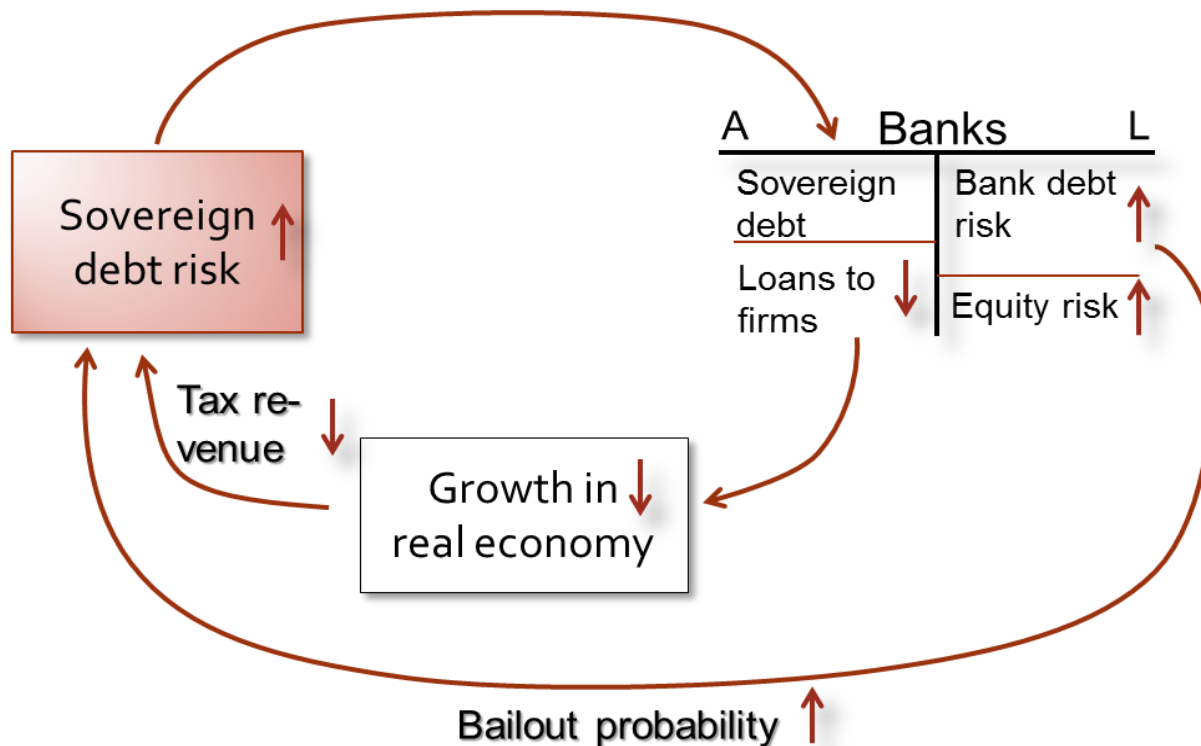 A Banks L
Sovereign
debt
Bank debt
risk
Loans to
firms
Equity risk
Sovereign
debt risk
Tax re-
venue
Growth in
real economy
Bailout probability